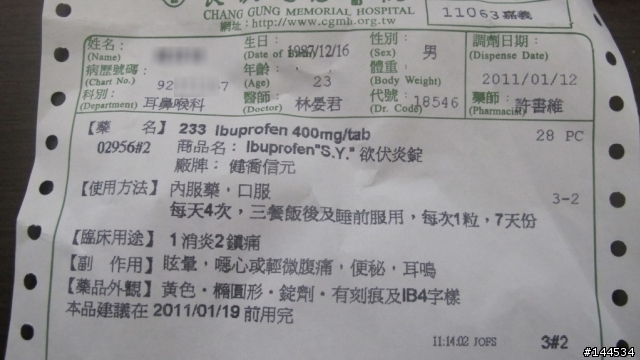 CHANG GUNG MEMORIAL HOSPITAL
網址：http://www.cgmh.org.tw
11063嘉義
姓名：
(Name)
生日：
(Date of Birth) 1987/12/16
性別：
(Sex) 男
調劑日期：
(Dispense Date)
2011/01/12
病歷號碼：
(Chart No.) 92 7
年齡：
(Age) 23
體重：
(Body Weight)
科別：
(Department) 耳鼻喉科
醫師：
(Doctor) 林晏君
代號：
(Dr. Code) 18546
藥師：
(Pharmacist) 許書維
【藥 名】 233 Ibuprofen 400mg/tab 28 PC
02956#2 商品名：Ibuprofen"S.Y." 欲伏炎錠
廠牌： 健喬信元
【使用方法】 內服藥，口服 3-2
每天4次，三餐飯後及睡前服用，每次1粒，7天份
【臨床用途】 1消炎2鎮痛
【副 作用】 眩暈，噁心或輕微腹痛，便秘，耳鳴
【藥品外觀】 黃色・橢圓形・錠劑・有刻痕及IB4字樣
本品建議在 2011/01/19 前用完
11:14:02 JOPS 3#2
#144534